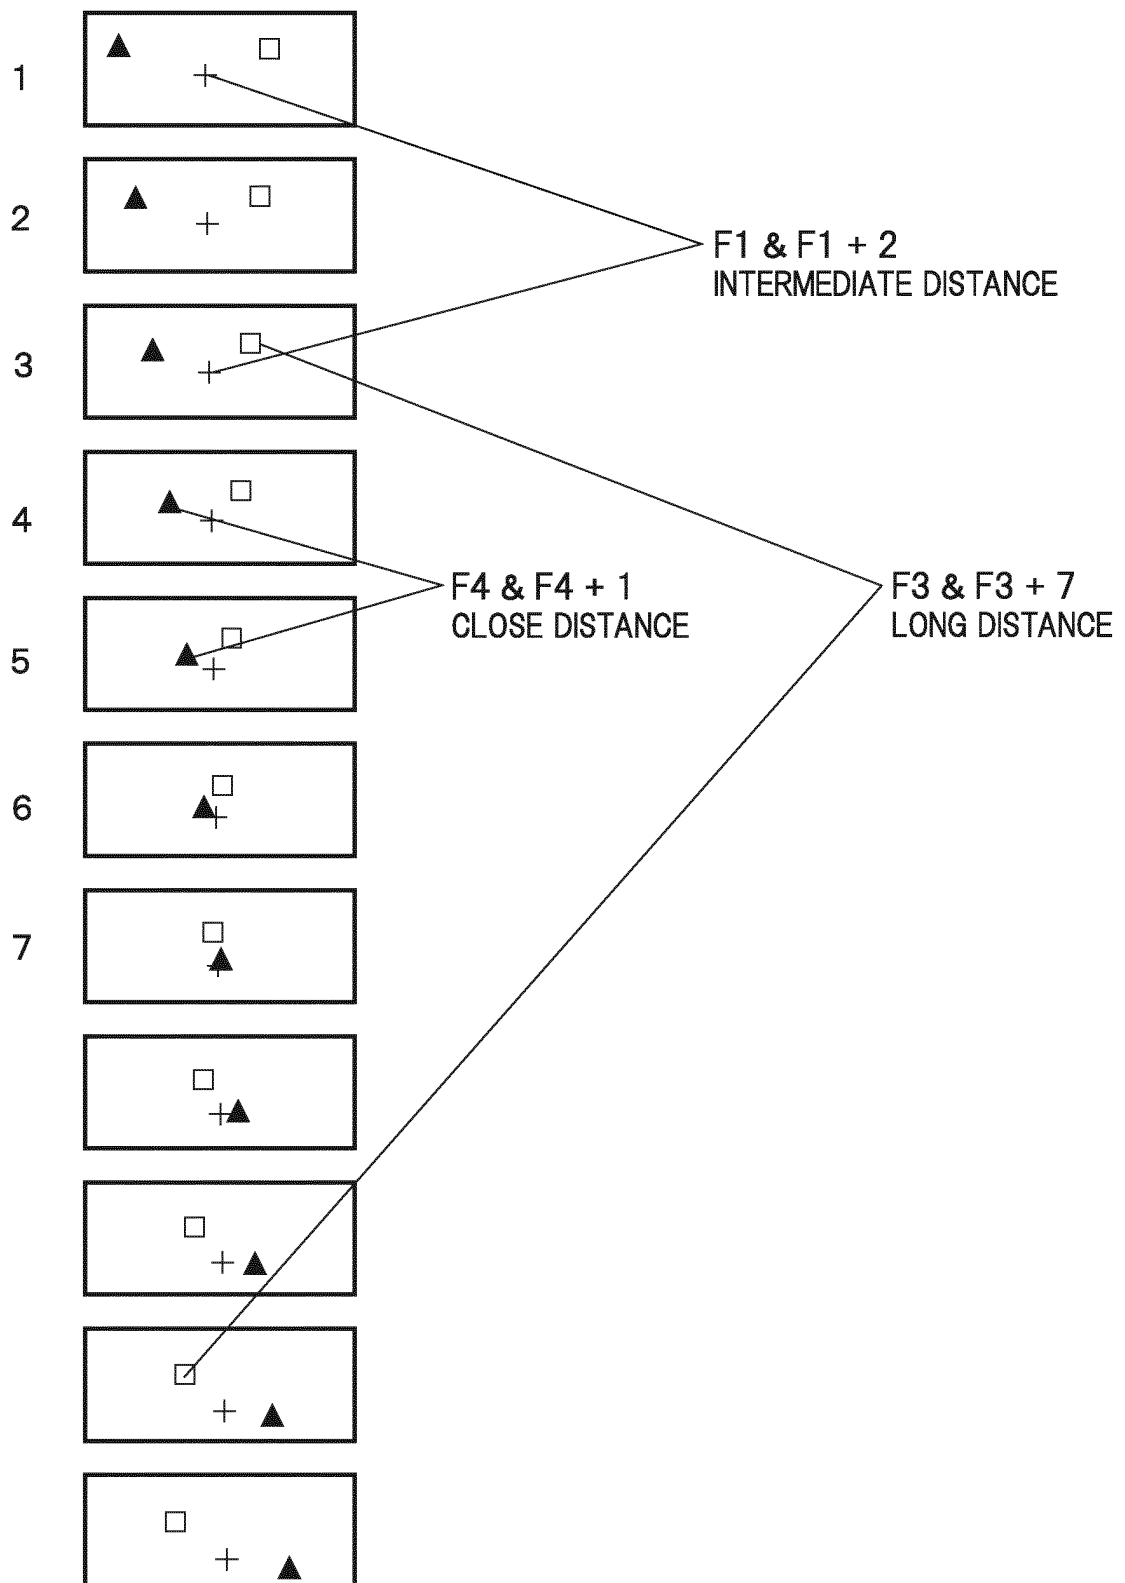 1
2
F1 & F1 + 2
INTERMEDIATE DISTANCE
3
4
F4 & F4 + 1
CLOSE DISTANCE
F3 & F3 + 7
LONG DISTANCE
5
6
7